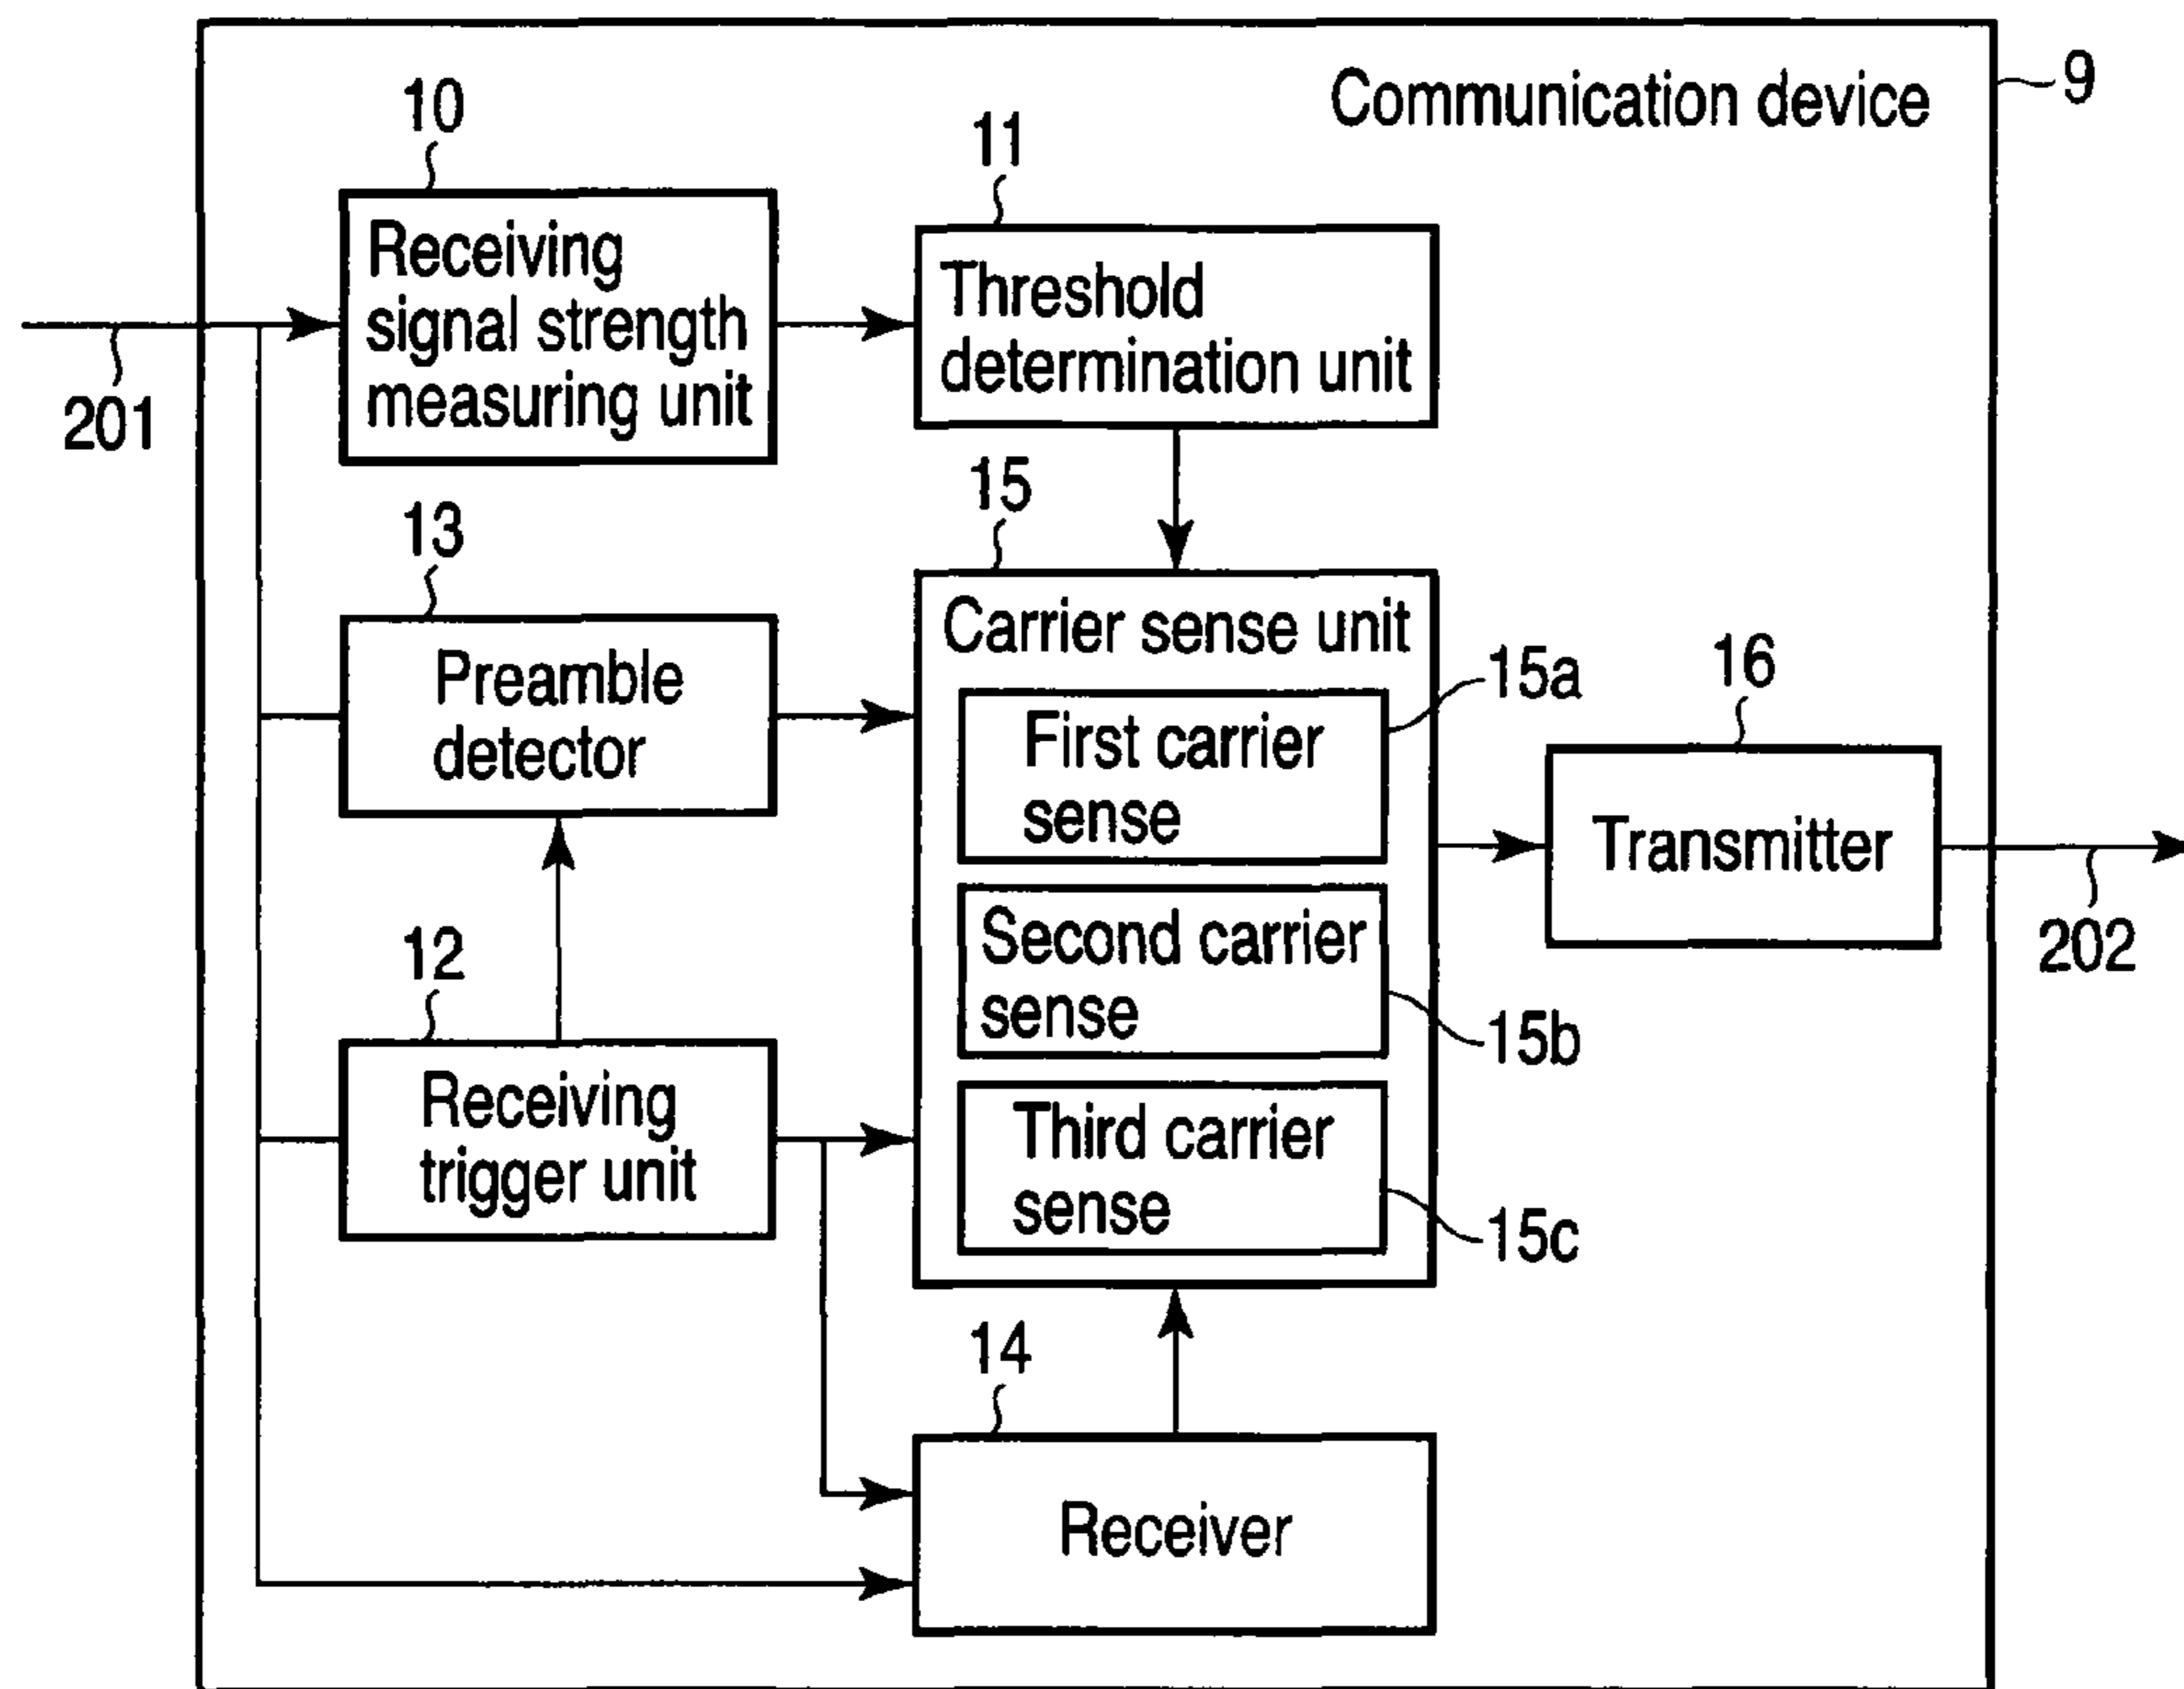 Communication device
9
10
Receiving
signal strength
measuring unit
11
Threshold
determination unit
201
13
Preamble
detector
15
Carrier sense unit
15a
First carrier
sense
Second carrier
sense
15b
Third carrier
sense
15c
16
Transmitter
202
12
Receiving
trigger unit
14
Receiver